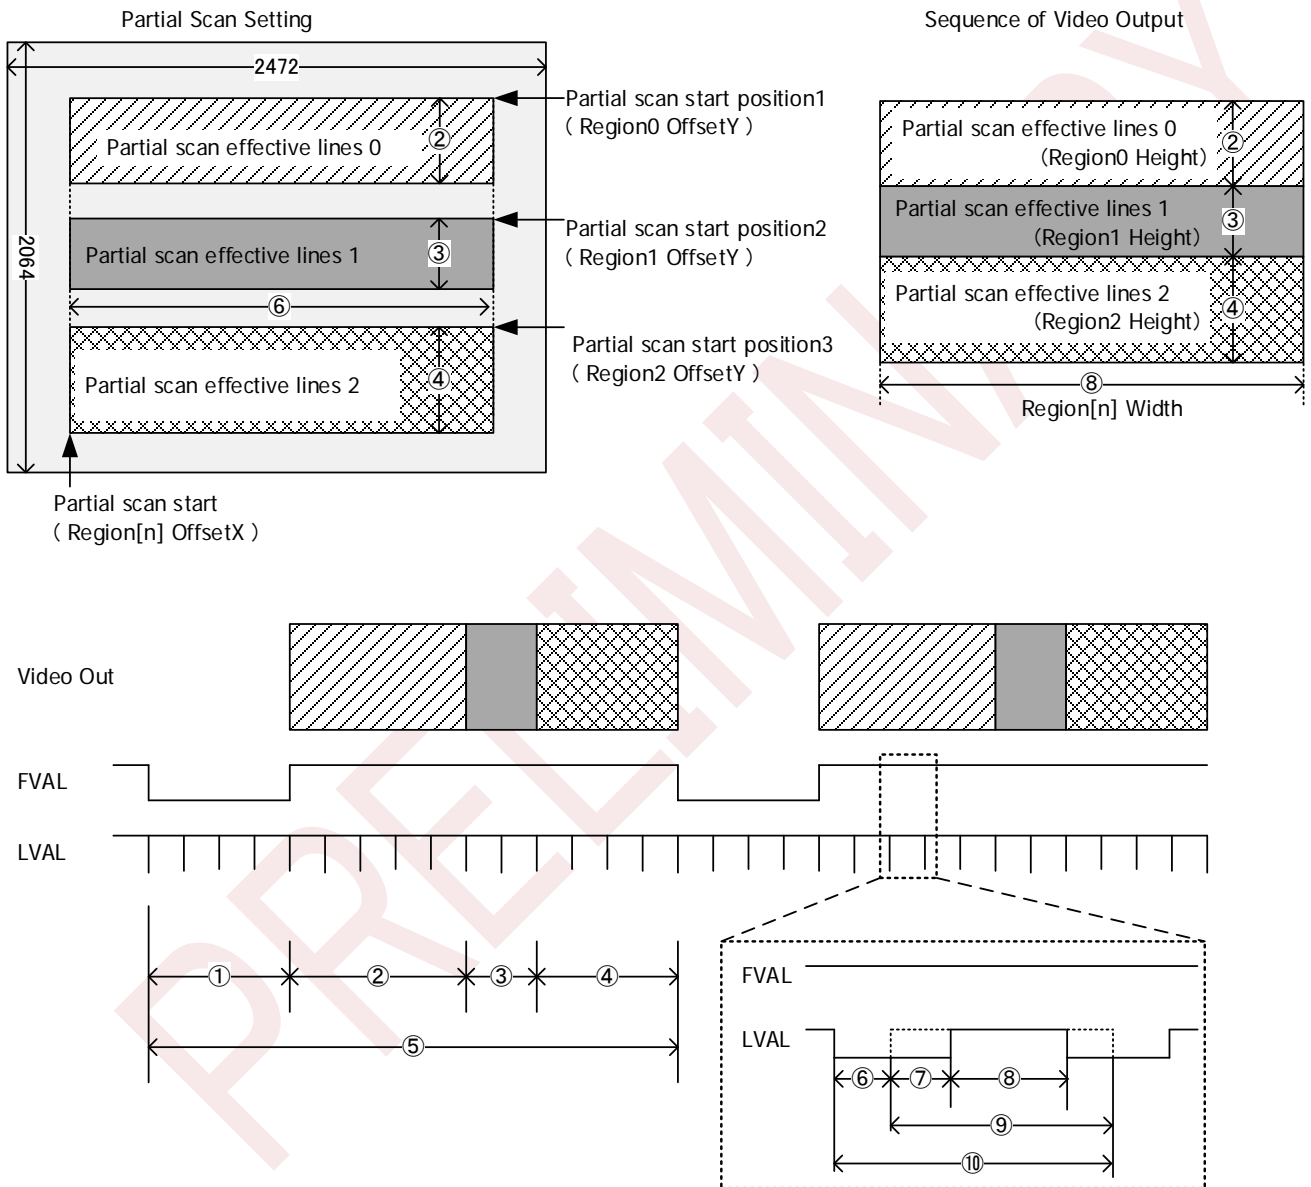 Partial Scan Setting
Sequence of Video Output
2472
Partial scan start position1
( Region0 OffsetY )
Partial scan effective lines 0
②
Partial scan effective lines 0
(Region0 Height)
②
2064
Partial scan start position2
( Region1 OffsetY )
Partial scan effective lines 1
③
Partial scan effective lines 1
(Region1 Height)
③
⑥
Partial scan effective lines 2
(Region2 Height)
④
Partial scan start position3
( Region2 OffsetY )
Partial scan effective lines 2
④
⑧
Region[n] Width
Partial scan start
( Region[n] OffsetX )
Video Out
FVAL
LVAL
① ② ③ ④
⑤
FVAL
LVAL
⑥ ⑦ ⑧
⑨
⑩
PRELIMINARY